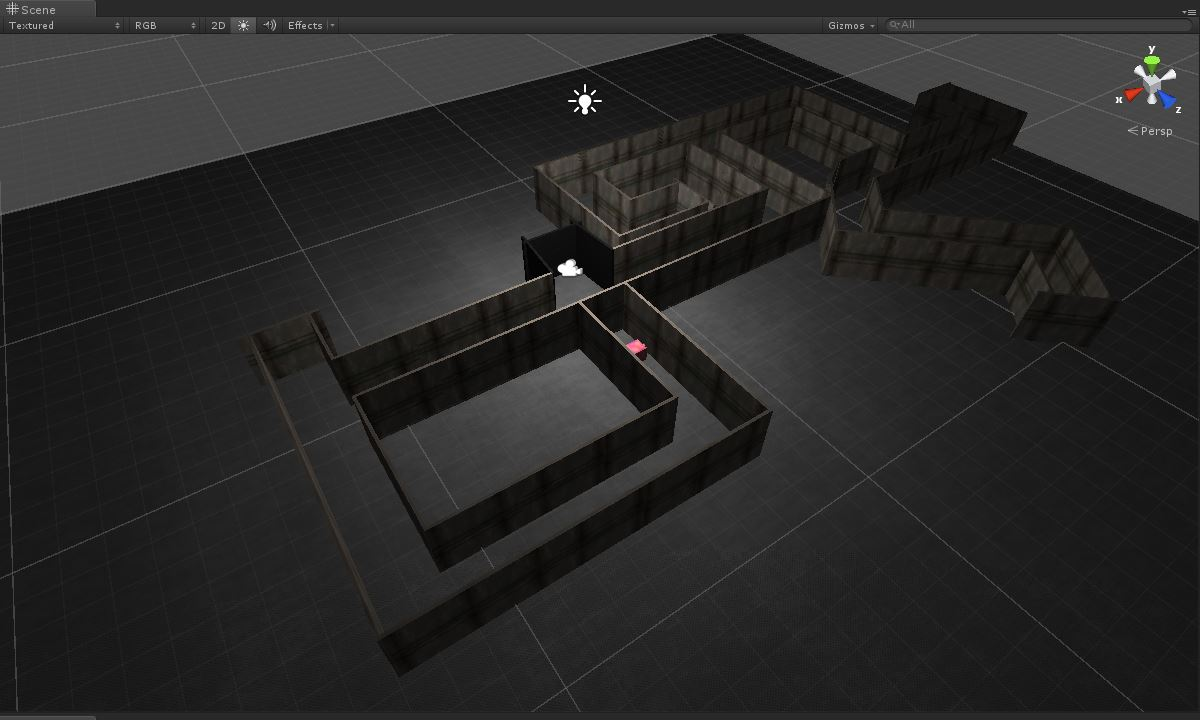 Scene
Textured RGB 2D Effects Gizmos All
y
x
z
Persp